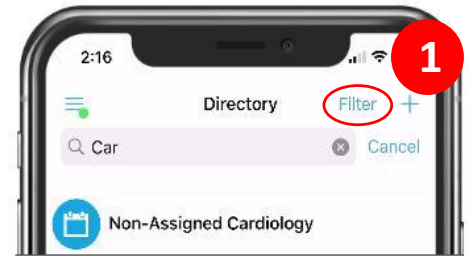 2:16
1
Directory Filter +
Car Cancel
Non-Assigned Cardiology